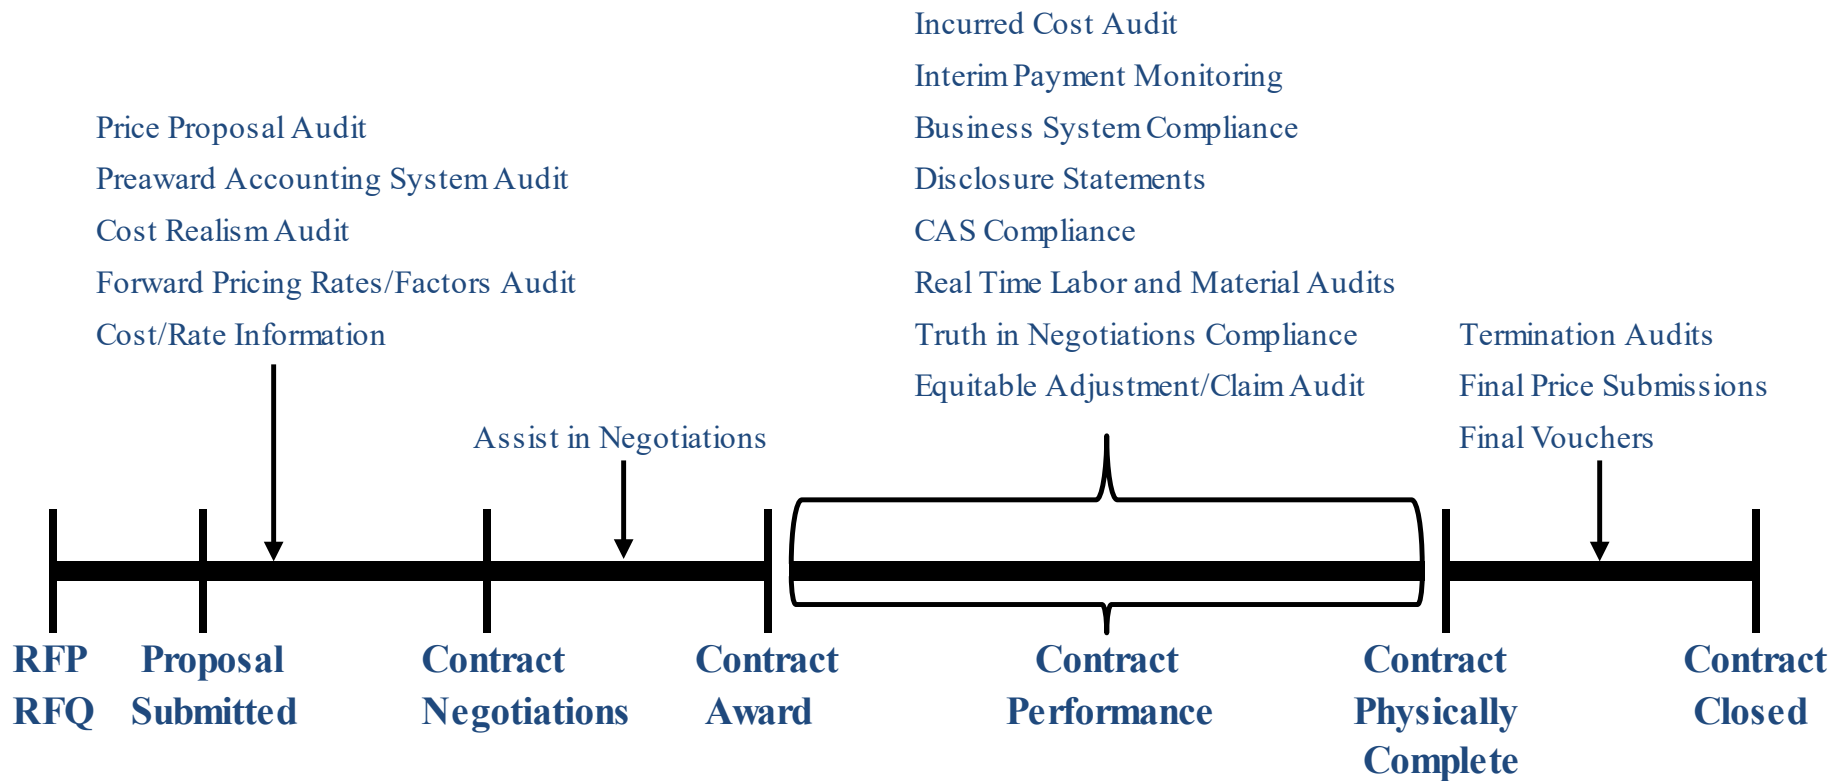 Incurred Cost Audit
Interim Payment Monitoring
Business System Compliance
Disclosure Statements
CAS Compliance
Real Time Labor and Material Audits
Truth in Negotiations Compliance
Equitable Adjustment/Claim Audit
Price Proposal Audit
Preaward Accounting System Audit
Cost Realism Audit
Forward Pricing Rates/Factors Audit
Cost/Rate Information
Assist in Negotiations
Termination Audits
Final Price Submissions
Final Vouchers
RFP
RFQ
Proposal
Submitted
Contract
Negotiations
Contract
Award
Contract
Performance
Contract
Physically
Complete
Contract
Closed